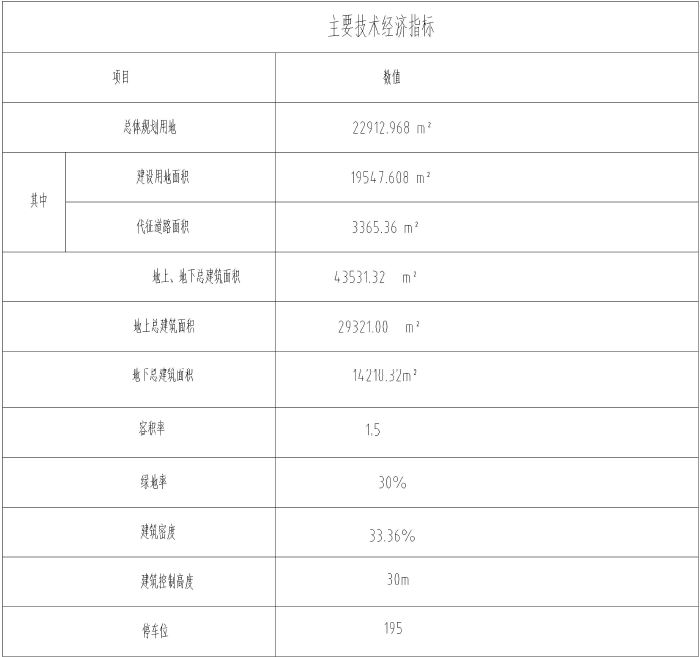 主要技术经济指标
项目 数值
总体规划用地 22912.968 m²
其中
建设用地面积 19547.608 m²
代征道路面积 3365.36 m²
地上、地下总建筑面积 43531.32 m²
地上总建筑面积 29321.00 m²
地下总建筑面积 14210.32m²
容积率 1.5
绿地率 30%
建筑密度 33.36%
建筑控制高度 30m
停车位 195